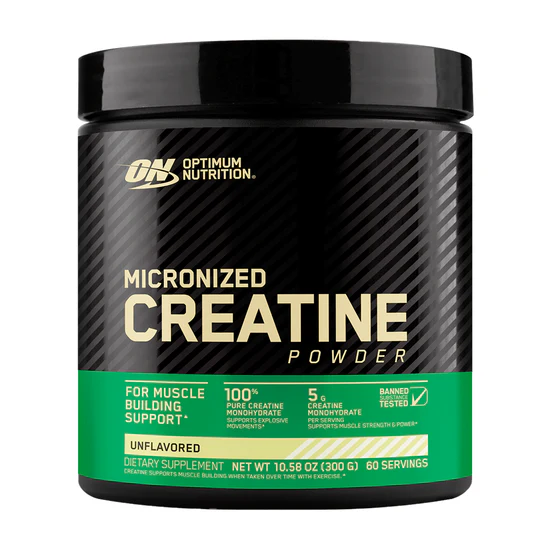 ON OPTIMUM
NUTRITION®
MICRONIZED
CREATINE
POWDER
FOR MUSCLE
BUILDING
SUPPORT*
100%
PURE CREATINE
MONOHYDRATE
SUPPORTS EXPLOSIVE
MOVEMENTS*
5 G
CREATINE
MONOHYDRATE
PER SERVING
SUPPORTS MUSCLE STRENGTH & POWER*
BANNED
SUBSTANCE
TESTED
UNFLAVORED
DIETARY SUPPLEMENT NET WT 10.58 OZ (300 G) 60 SERVINGS
CREATINE SUPPORTS MUSCLE BUILDING WHEN TAKEN OVER TIME WITH EXERCISE.*